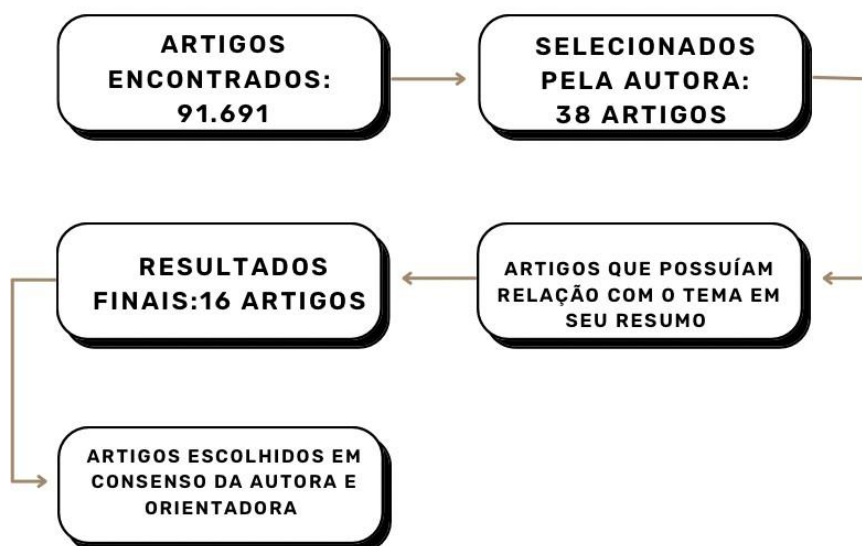 ARTIGOS
ENCONTRADOS:
91.691
SELECIONADOS
PELA AUTORA:
38 ARTIGOS
ARTIGOS QUE POSSUÍAM
RELAÇÃO COM O TEMA EM
SEU RESUMO
RESULTADOS
FINAIS:16 ARTIGOS
ARTIGOS ESCOLHIDOS EM
CONSENSO DA AUTORA E
ORIENTADORA